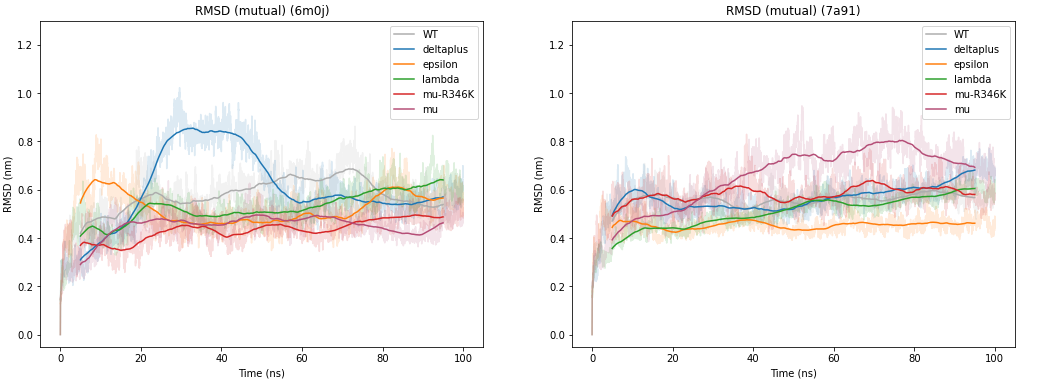 RMSD (mutual) (6m0j)
RMSD (nm)
1.2
1.0
0.8
0.6
0.4
0.2
0.0
WT
deltaplus
epsilon
lambda
mu-R346K
mu
0 20 40 60 80 100
Time (ns)
RMSD (mutual) (7a91)
RMSD (nm)
1.2
1.0
0.8
0.6
0.4
0.2
0.0
WT
deltaplus
epsilon
lambda
mu-R346K
mu
0 20 40 60 80 100
Time (ns)